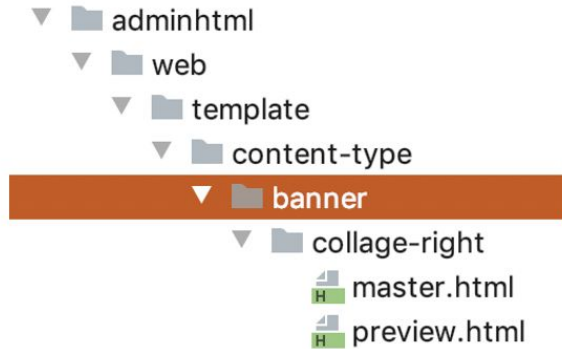 adminhtml
web
template
content-type
banner
collage-right
H master.html
H preview.html